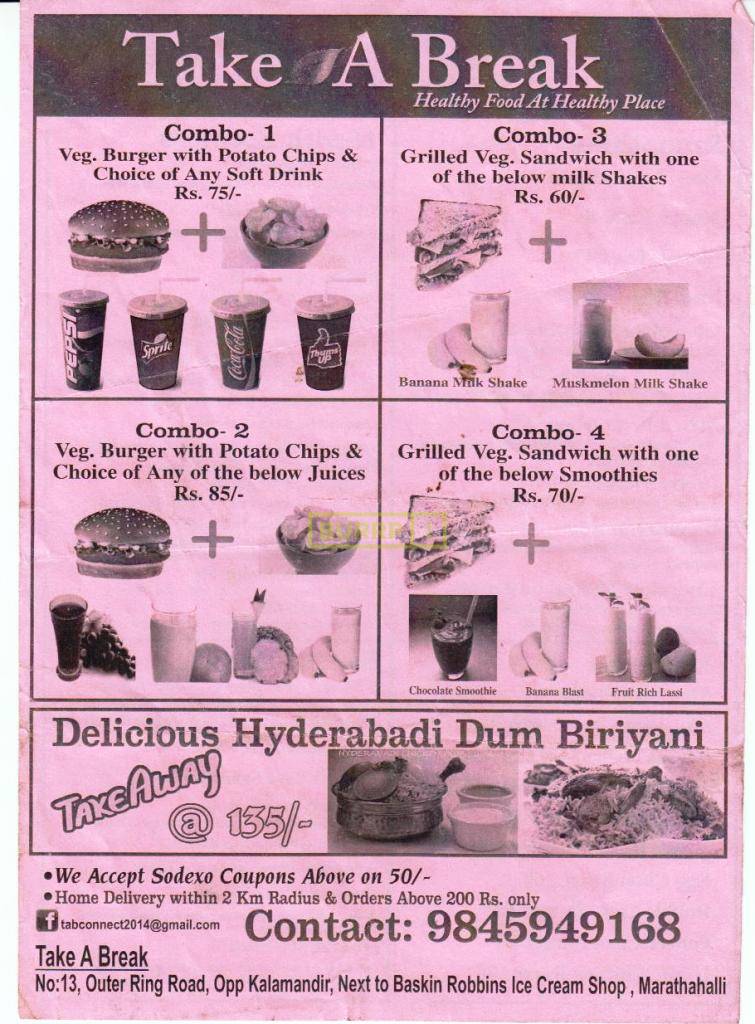 Take A Break
Healthy Food At Healthy Place
Combo- 1
Veg. Burger with Potato Chips &
Choice of Any Soft Drink
Rs. 75/-
PEPSI
Sprite
Coca-Cola
Thums UP
Combo- 3
Grilled Veg. Sandwich with one
of the below milk Shakes
Rs. 60/-
Banana Milk Shake
Muskmelon Milk Shake
Combo- 2
Veg. Burger with Potato Chips &
Choice of Any of the below Juices
Rs. 85/-
BURRP!
Combo- 4
Grilled Veg. Sandwich with one
of the below Smoothies
Rs. 70/-
Chocolate Smoothie
Banana Blast
Fruit Rich Lassi
Delicious Hyderabadi Dum Biriyani
TAKE AWAY
@ 135/-
•We Accept Sodexo Coupons Above on 50/-
•Home Delivery within 2 Km Radius & Orders Above 200 Rs. only
f tabconnect2014@gmail.com
Contact: 9845949168
Take A Break
No:13, Outer Ring Road, Opp Kalamandir, Next to Baskin Robbins Ice Cream Shop , Marathahalli